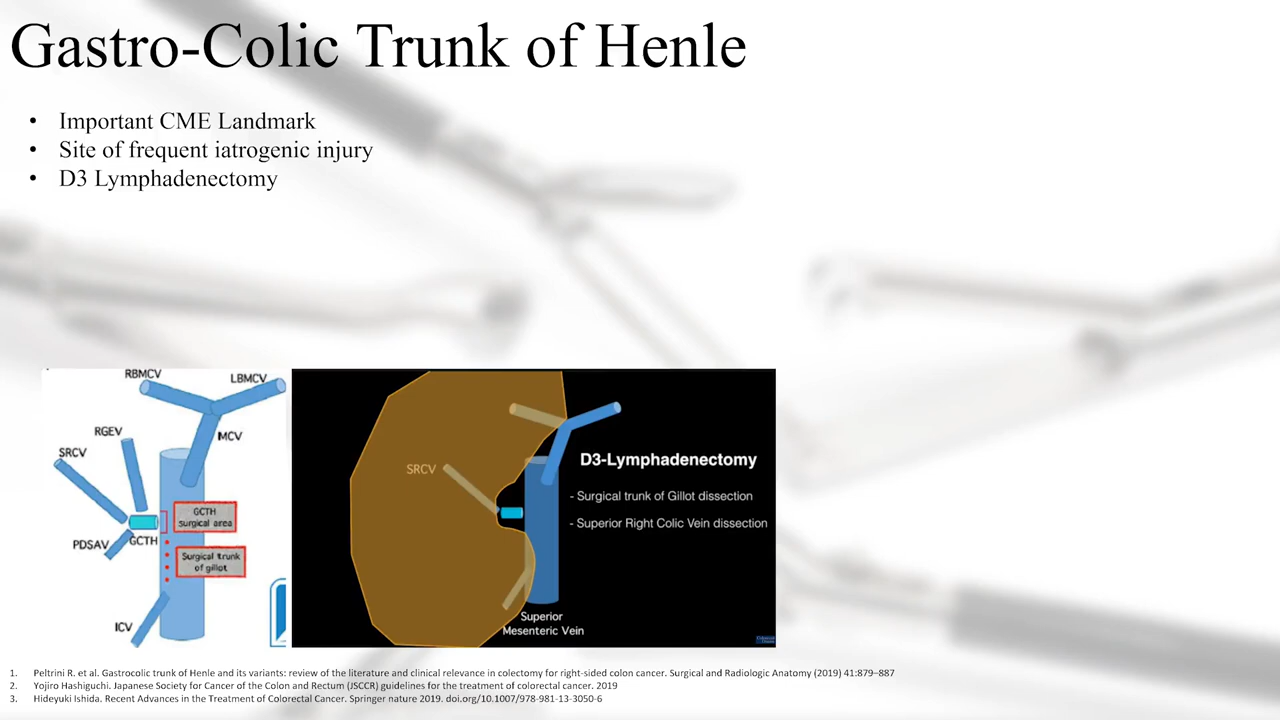 Gastro-Colic Trunk of Henle
• Important CME Landmark
• Site of frequent iatrogenic injury
• D3 Lymphadenectomy
RBMCV
LBMCV
MCV
RGEV
SRCV
GCTH
surgical area
PDSAV
GCTH
Surgical trunk
of gillot
ICV
SRCV
D3-Lymphadenectomy
- Surgical trunk of Gillot dissection
- Superior Right Colic Vein dissection
Superior
Mesenteric Vein
1. Peltrini R. et al. Gastrocolic trunk of Henle and its variants: review of the literature and clinical relevance in colectomy for right-sided colon cancer. Surgical and Radiologic Anatomy (2019) 41:879–887
2. Yojiro Hashiguchi. Japanese Society for Cancer of the Colon and Rectum (JSCCR) guidelines for the treatment of colorectal cancer. 2019
3. Hideyuki Ishida. Recent Advances in the Treatment of Colorectal Cancer. Springer nature 2019. doi.org/10.1007/978-981-13-3050-6